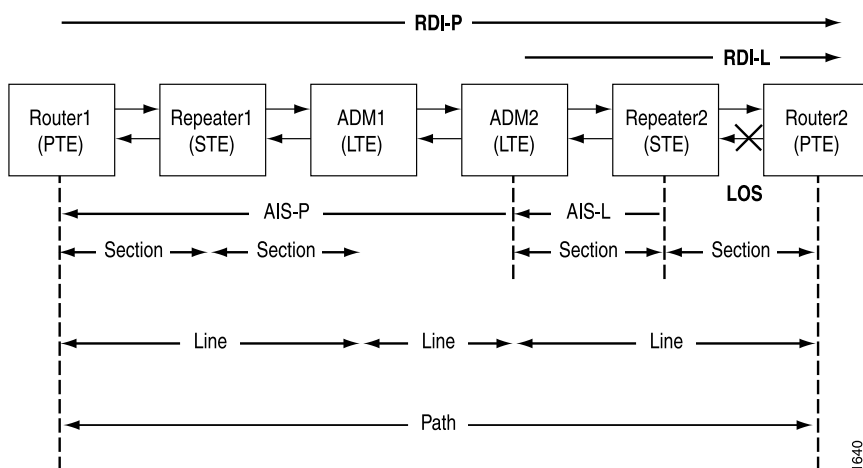 RDI-P
RDI-L
Router1
(PTE)
Repeater1
(STE)
ADM1
(LTE)
ADM2
(LTE)
Repeater2
(STE)
Router2
(PTE)
LOS
AIS-P
AIS-L
Section
Section
Section
Section
Line
Line
Line
Path
1640